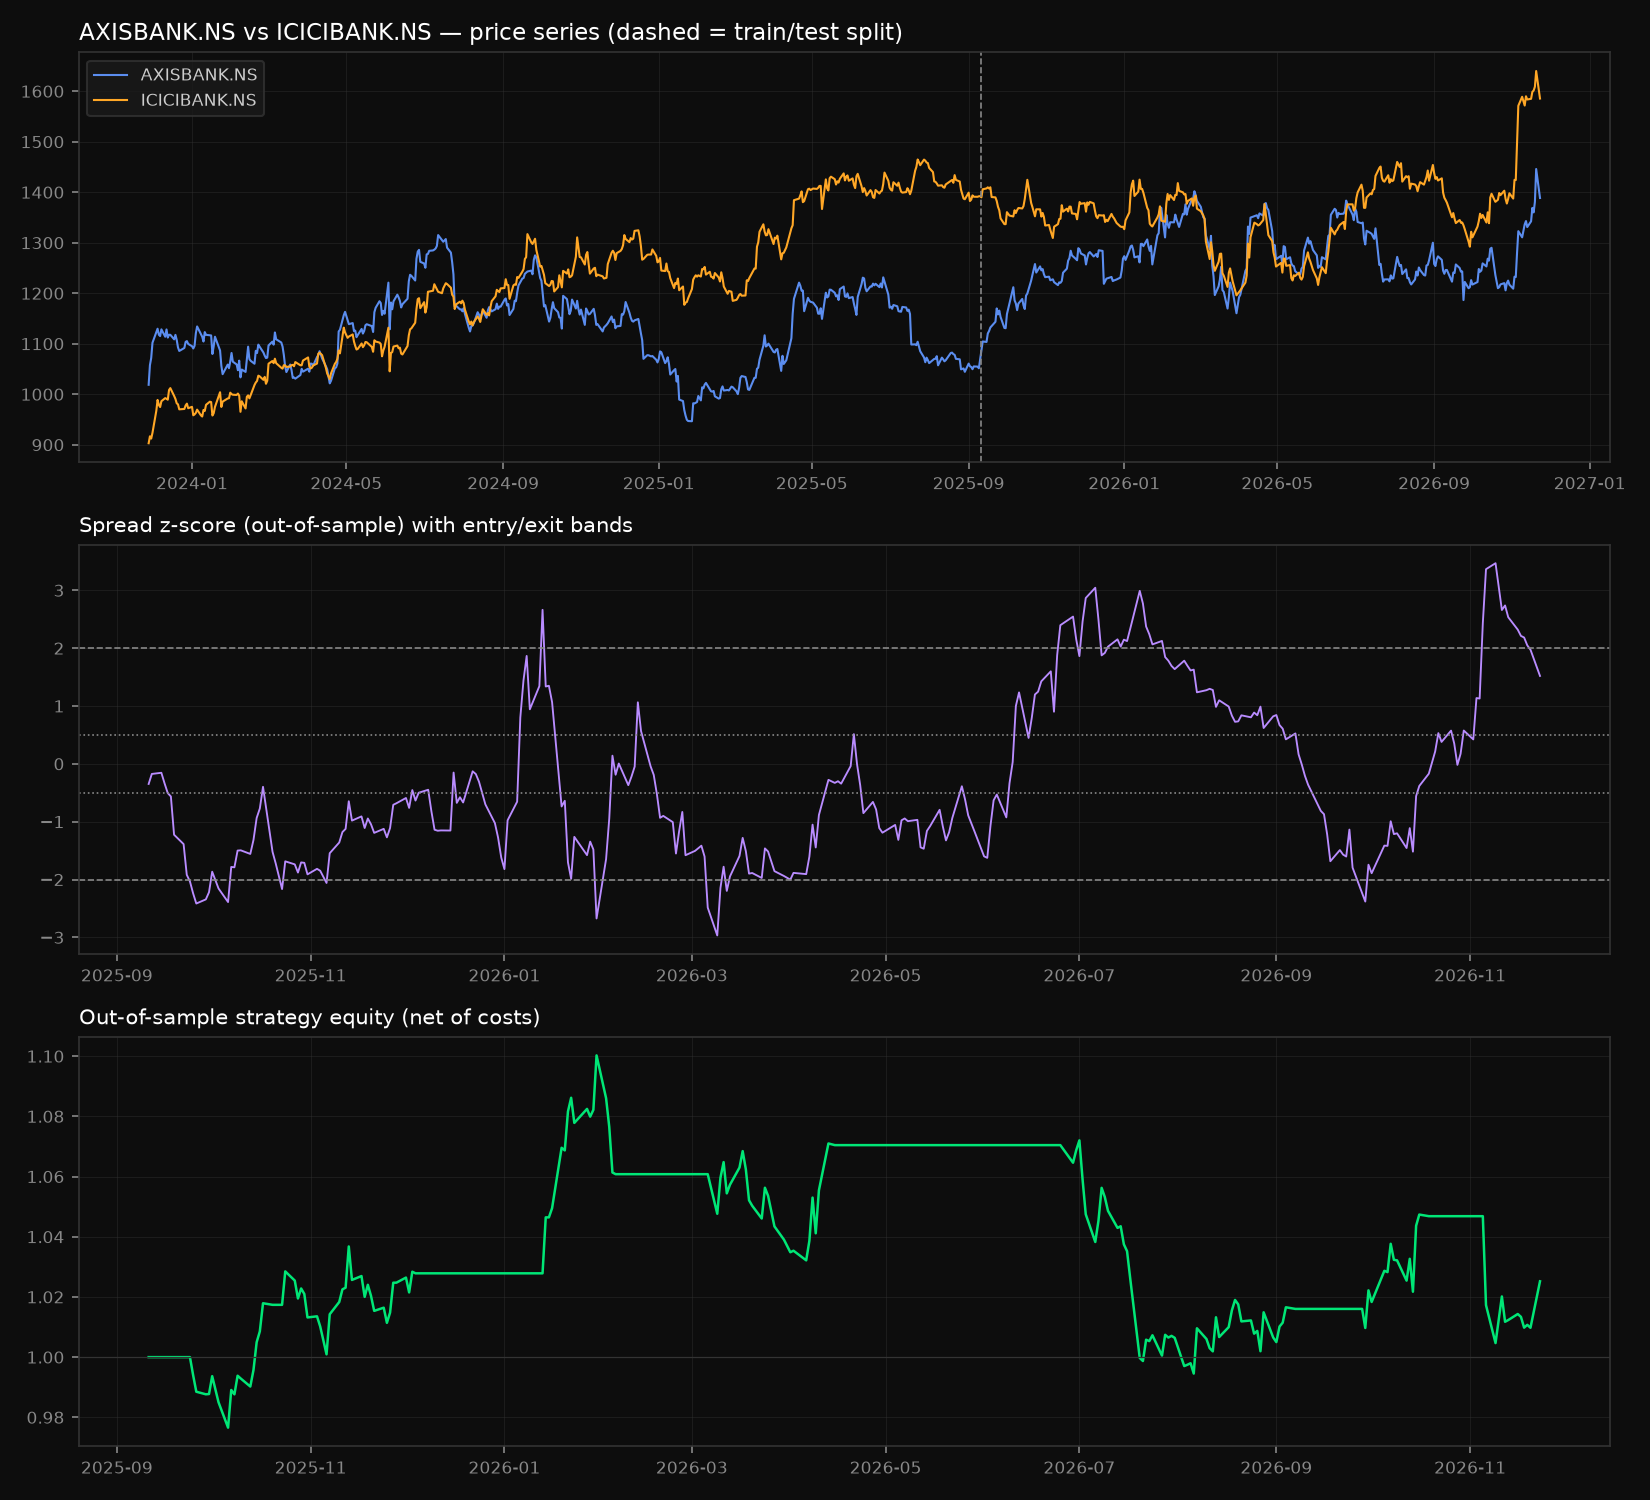 AXISBANK.NS vs ICICIBANK.NS — price series (dashed = train/test split)
AXISBANK.NS
ICICIBANK.NS
1600
1500
1400
1300
1200
1100
1000
900
2024-01 2024-05 2024-09 2025-01 2025-05 2025-09 2026-01 2026-05 2026-09 2027-01
Spread z-score (out-of-sample) with entry/exit bands
3
2
1
0
−1
−2
−3
2025-09 2025-11 2026-01 2026-03 2026-05 2026-07 2026-09 2026-11
Out-of-sample strategy equity (net of costs)
1.10
1.08
1.06
1.04
1.02
1.00
0.98
2025-09 2025-11 2026-01 2026-03 2026-05 2026-07 2026-09 2026-11